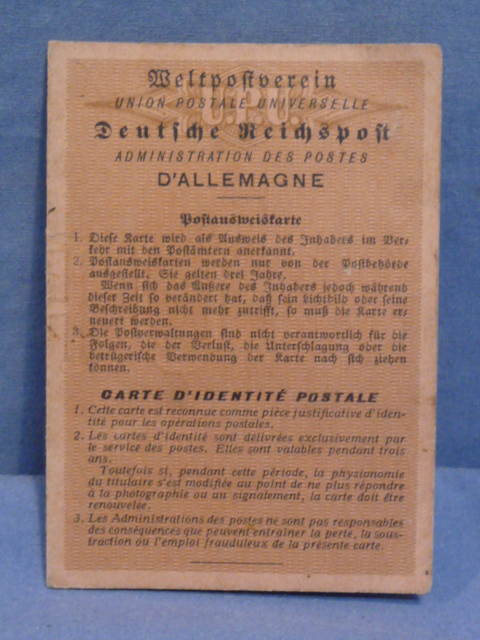 Weltpostverein
U.P.U.
UNION POSTALE UNIVERSELLE
Deutsche Reichspost
ADMINISTRATION DES POSTES
D'ALLEMAGNE
Postausweiskarte
1. Diese Karte wird als Ausweis des Inhabers im Ver-
kehr mit den Postämtern anerkannt.
2. Postausweiskarten werden nur von der Postbehörde
ausgestellt. Sie gelten drei Jahre.
Wenn sich das Äußere des Inhabers jedoch während
dieser Zeit so verändert hat, daß sein Lichtbild oder seine
Beschreibung nicht mehr zutrifft, so muß die Karte er-
neuert werden.
3. Die Postverwaltungen sind nicht verantwortlich für die
Folgen, die der Verlust, die Unterschlagung oder die
betrügerische Verwendung der Karte nach sich ziehen
können.
CARTE D'IDENTITÉ POSTALE
1. Cette carte est reconnue comme pièce justificative d'iden-
tité pour les opérations postales.
2. Les cartes d'identité sont délivrées exclusivement par
le service des postes. Elles sont valables pendant trois
ans.
Toutefois si, pendant cette période, la physionomie
du titulaire s'est modifiée au point de ne plus répondre
à la photographie ou au signalement, la carte doit être
renouvelée.
3. Les Administrations des postes ne sont pas responsables
des conséquences que peuvent entraîner la perte, la sous-
traction ou l'emploi frauduleux de la présente carte.